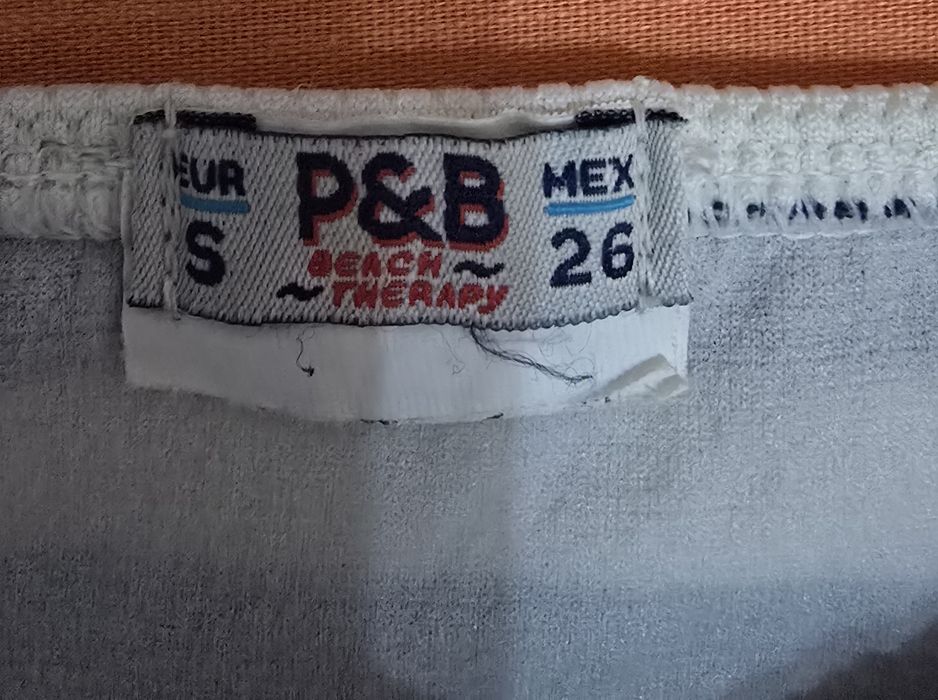 EUR P&B MEX
S BEACH 26
~THERAPY~